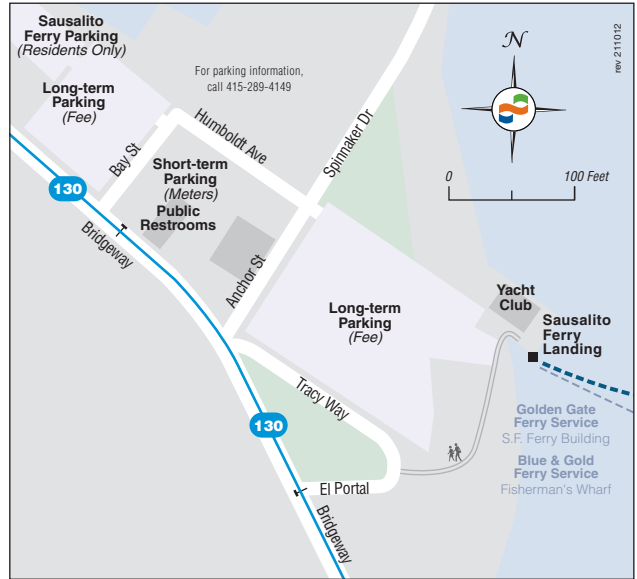 Sausalito
Ferry Parking
(Residents Only)
Long-term
Parking
(Fee)
For parking information,
call 415-289-4149
N
rev 211012
Humboldt Ave
Spinnaker Dr
Bay St
Short-term
Parking
(Meters)
Public
Restrooms
0 100 Feet
130
Bridgeway
Anchor St
Long-term
Parking
(Fee)
Yacht
Club
Sausalito
Ferry
Landing
Tracy Way
130
Golden Gate
Ferry Service
S.F. Ferry Building
Blue & Gold
Ferry Service
Fisherman's Wharf
El Portal
Bridgeway